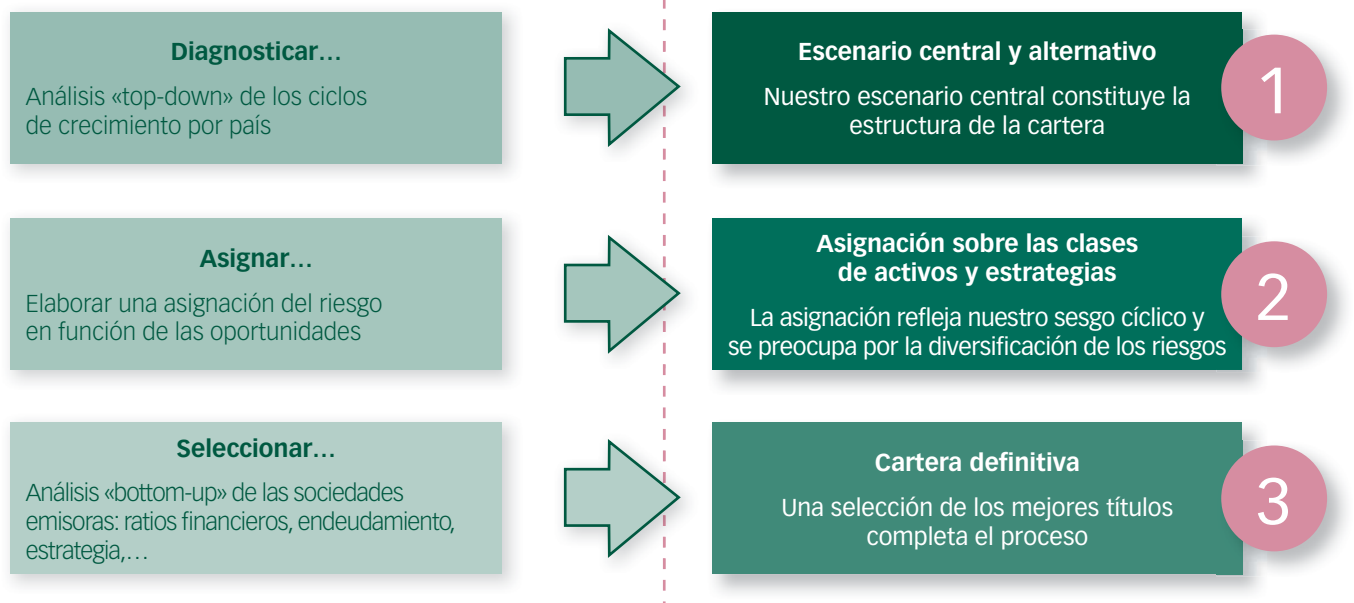 Diagnosticar…
Análisis «top-down» de los ciclos
de crecimiento por país
Escenario central y alternativo
Nuestro escenario central constituye la
estructura de la cartera
1
Asignar…
Elaborar una asignación del riesgo
en función de las oportunidades
Asignación sobre las clases
de activos y estrategias
La asignación refleja nuestro sesgo cíclico y
se preocupa por la diversificación de los riesgos
2
Seleccionar…
Análisis «bottom-up» de las sociedades
emisoras: ratios financieros, endeudamiento,
estrategia,…
Cartera definitiva
Una selección de los mejores títulos
completa el proceso
3